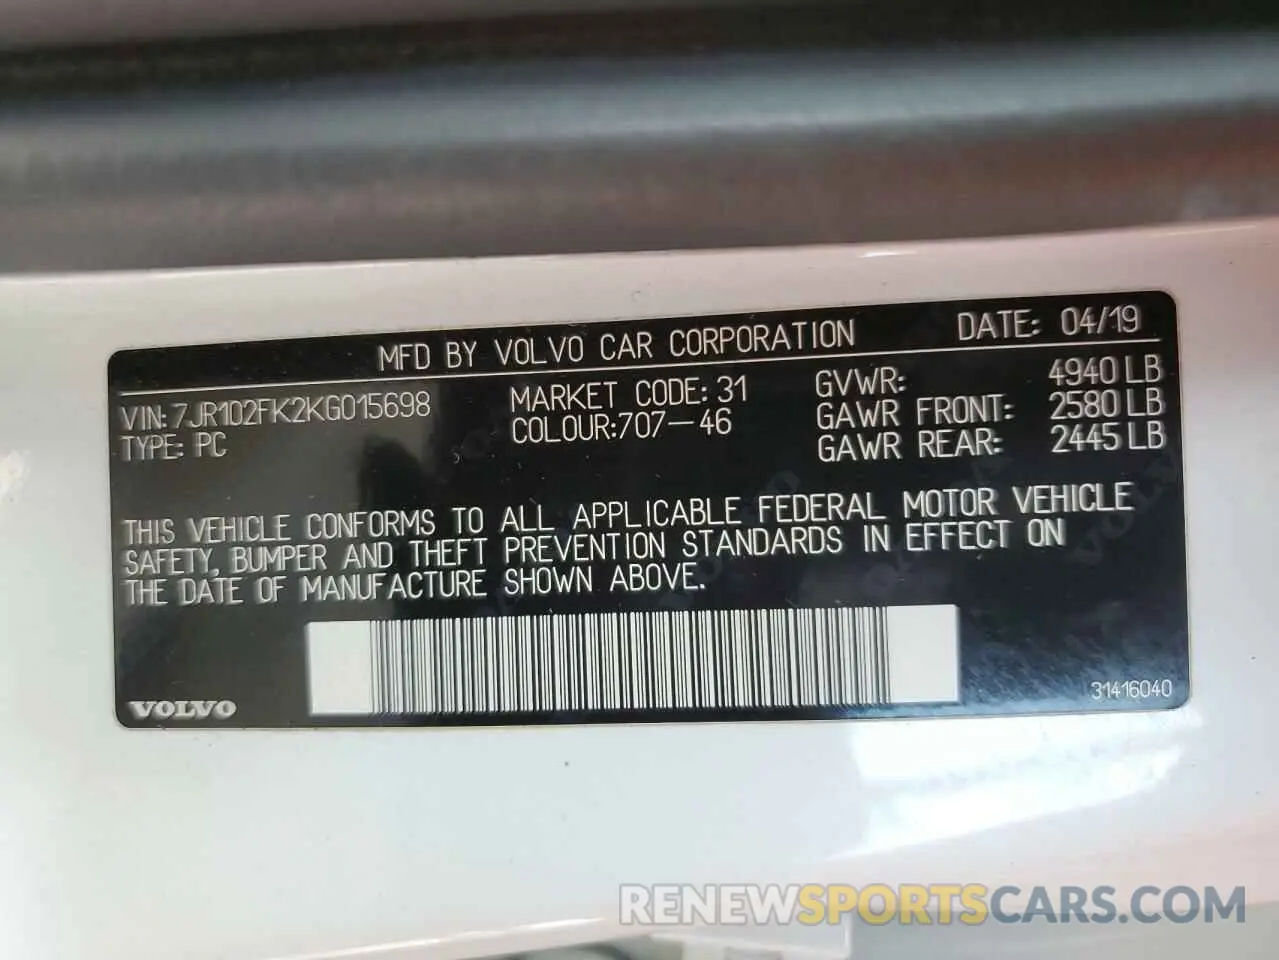 MFD BY VOLVO CAR CORPORATION DATE: 04/19
VIN:7JR102FK2KG015698 MARKET CODE:31 GVWR: 4940 LB
TYPE: PC COLOUR:707-46 GAWR FRONT: 2580 LB
GAWR REAR: 2445 LB
THIS VEHICLE CONFORMS TO ALL APPLICABLE FEDERAL MOTOR VEHICLE
SAFETY, BUMPER AND THEFT PREVENTION STANDARDS IN EFFECT ON
THE DATE OF MANUFACTURE SHOWN ABOVE.
VOLVO 31416040
RENEWSPORTSCARS.COM